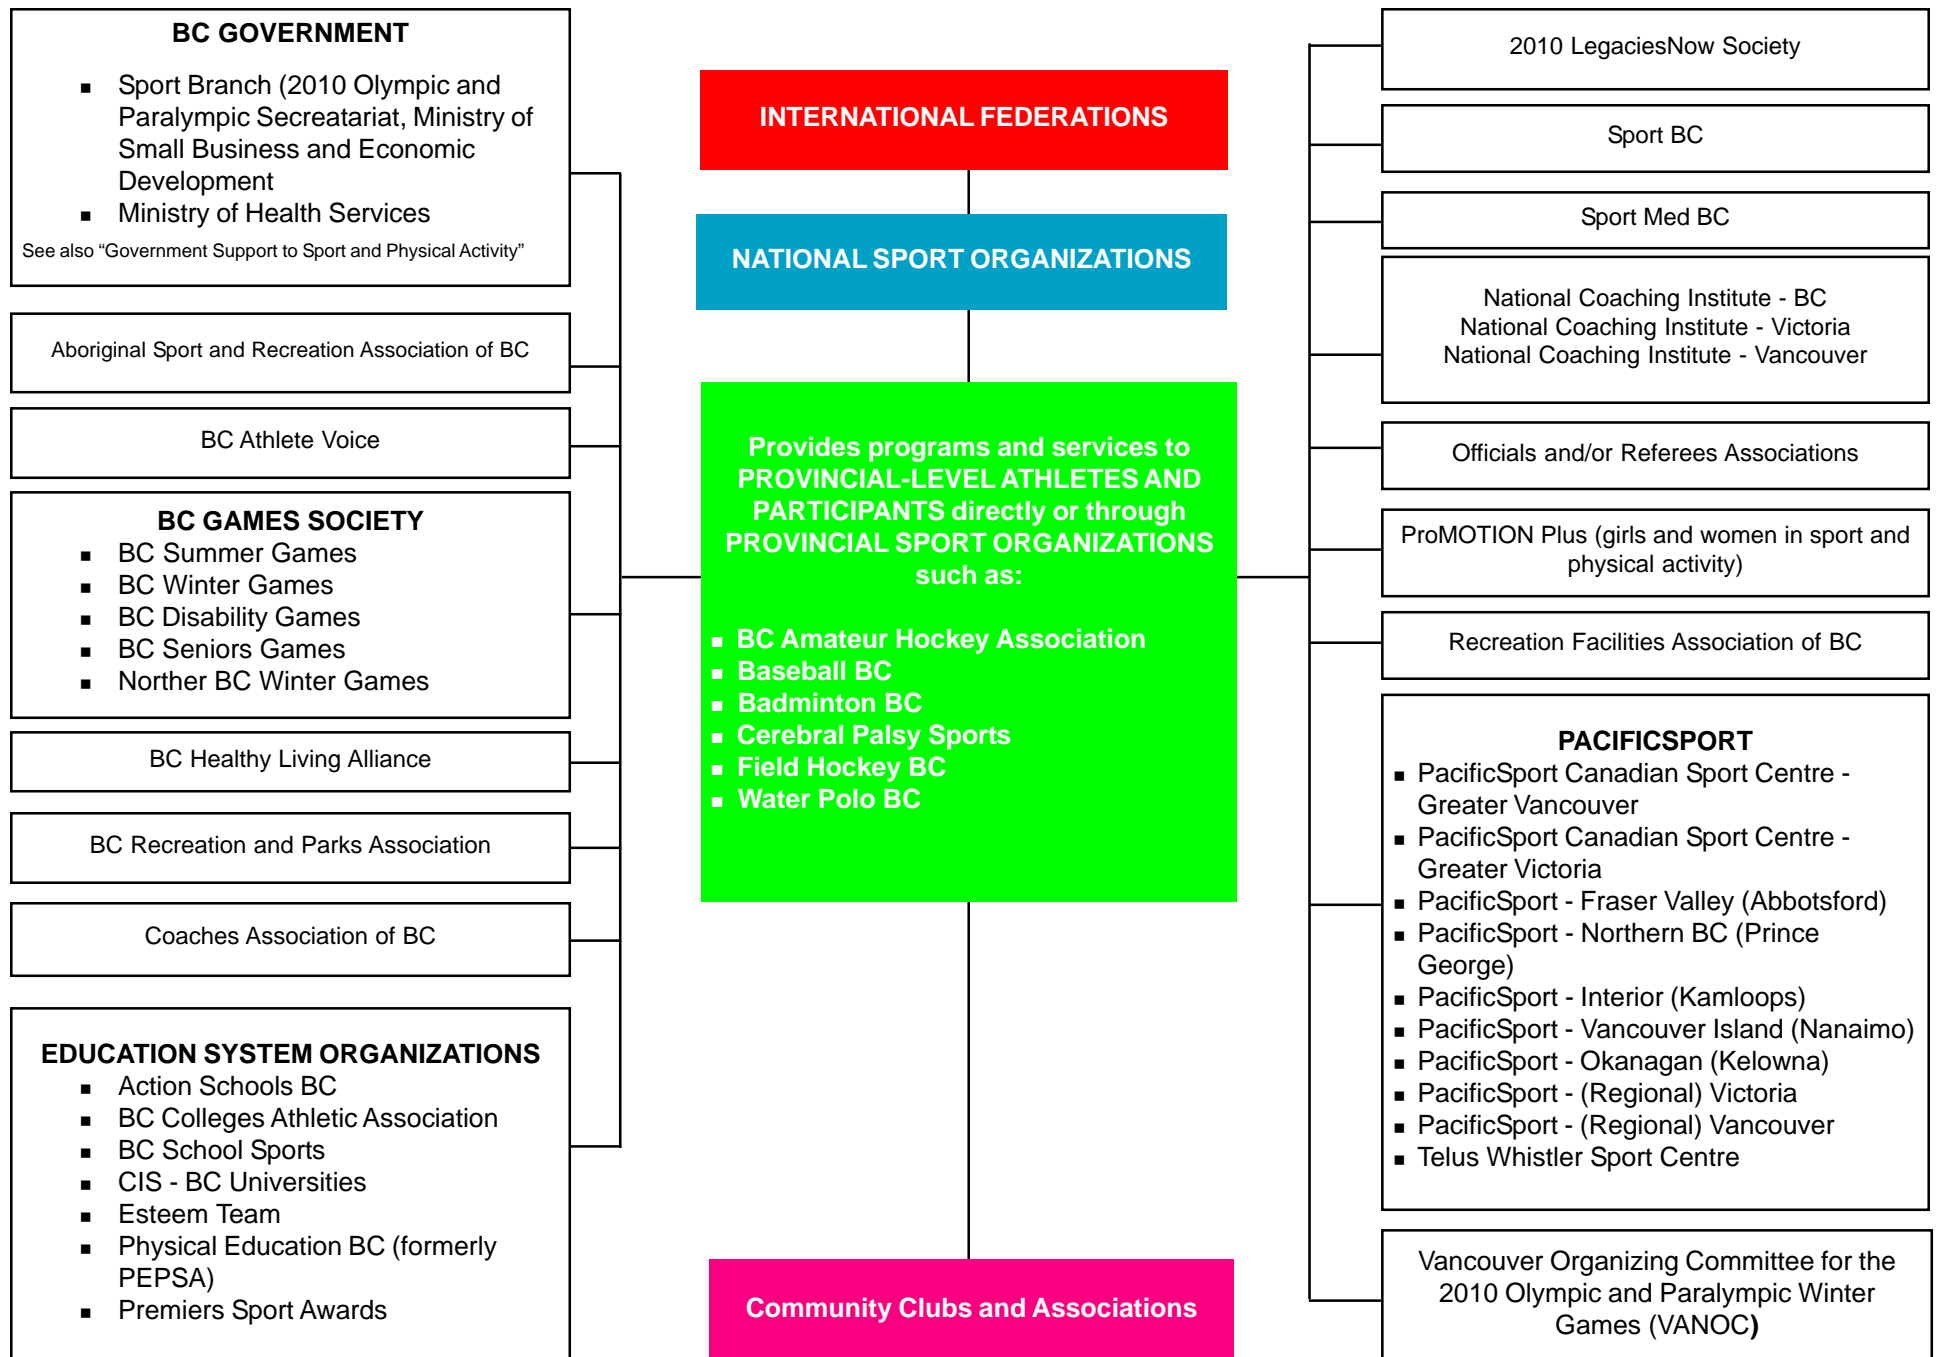 BC GOVERNMENT
Sport Branch (2010 Olympic and
Paralympic Secreatariat, Ministry of
Small Business and Economic
Development
Ministry of Health Services
See also “Government Support to Sport and Physical Activity”
Aboriginal Sport and Recreation Association of BC
BC Athlete Voice
BC GAMES SOCIETY
BC Summer Games
BC Winter Games
BC Disability Games
BC Seniors Games
Norther BC Winter Games
BC Healthy Living Alliance
BC Recreation and Parks Association
Coaches Association of BC
EDUCATION SYSTEM ORGANIZATIONS
Action Schools BC
BC Colleges Athletic Association
BC School Sports
CIS - BC Universities
Esteem Team
Physical Education BC (formerly
PEPSA)
Premiers Sport Awards
INTERNATIONAL FEDERATIONS
NATIONAL SPORT ORGANIZATIONS
Provides programs and services to
PROVINCIAL-LEVEL ATHLETES AND
PARTICIPANTS directly or through
PROVINCIAL SPORT ORGANIZATIONS
such as:
BC Amateur Hockey Association
Baseball BC
Badminton BC
Cerebral Palsy Sports
Field Hockey BC
Water Polo BC
Community Clubs and Associations
2010 LegaciesNow Society
Sport BC
Sport Med BC
National Coaching Institute - BC
National Coaching Institute - Victoria
National Coaching Institute - Vancouver
Officials and/or Referees Associations
ProMOTION Plus (girls and women in sport and
physical activity)
Recreation Facilities Association of BC
PACIFICSPORT
PacificSport Canadian Sport Centre -
Greater Vancouver
PacificSport Canadian Sport Centre -
Greater Victoria
PacificSport - Fraser Valley (Abbotsford)
PacificSport - Northern BC (Prince
George)
PacificSport - Interior (Kamloops)
PacificSport - Vancouver Island (Nanaimo)
PacificSport - Okanagan (Kelowna)
PacificSport - (Regional) Victoria
PacificSport - (Regional) Vancouver
Telus Whistler Sport Centre
Vancouver Organizing Committee for the
2010 Olympic and Paralympic Winter
Games (VANOC)